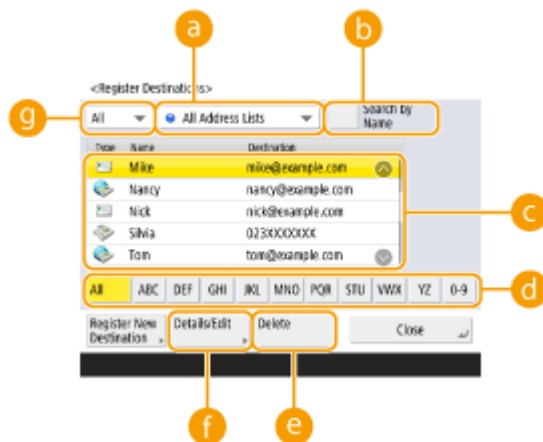 a
b
<Register Destinations>
g
All
All Address Lists
Search by
Name
Type Name Destination
Mike mike@example.com
Nancy nancy@example.com
Nick nick@example.com
c
Silvia 023XXXXXXX
Tom tom@example.com
All ABC DEF GHI JKL MNO PQR STU VWX YZ 0-9
d
Register New
Destination
Details/Edit
Delete
Close
f
e